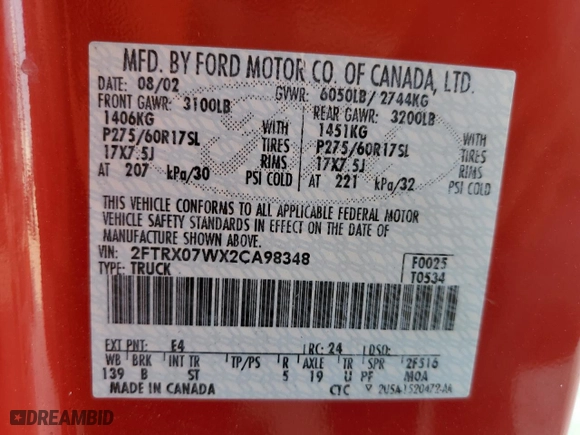 MFD. BY FORD MOTOR CO. OF CANADA, LTD.
DATE: 08/02 GVWR: 6050LB/ 2744KG
FRONT GAWR: 3100LB REAR GAWR: 3200LB
1406KG WITH 1451KG WITH
P275/60R17SL TIRES P275/60R17SL TIRES
17X7.5J RIMS 17X7.5J RIMS
AT 207 kPa/30 PSI COLD AT 221 kPa/32 PSI COLD
THIS VEHICLE CONFORMS TO ALL APPLICABLE FEDERAL MOTOR
VEHICLE SAFETY STANDARDS IN EFFECT ON THE DATE OF
MANUFACTURE SHOWN ABOVE.
VIN: 2FTRX07WX2CA98348 F0025
TYPE: TRUCK T0534
EXT PNT: E4 RC: 24 DSO:
WB BRK INT TR TP/PS R AXLE TR SPR 2F516
139 B ST 5 19 U PF MOA
MADE IN CANADA CTC
DREAMBID